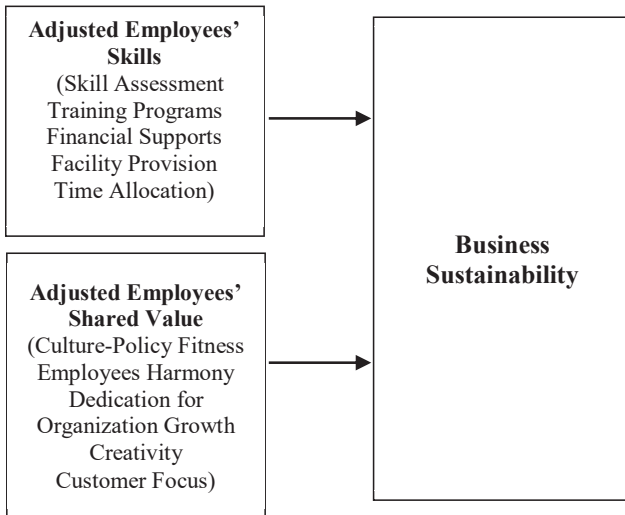 Adjusted Employees’
Skills
(Skill Assessment
Training Programs
Financial Supports
Facility Provision
Time Allocation)
Adjusted Employees’
Shared Value
(Culture-Policy Fitness
Employees Harmony
Dedication for
Organization Growth
Creativity
Customer Focus)
Business
Sustainability